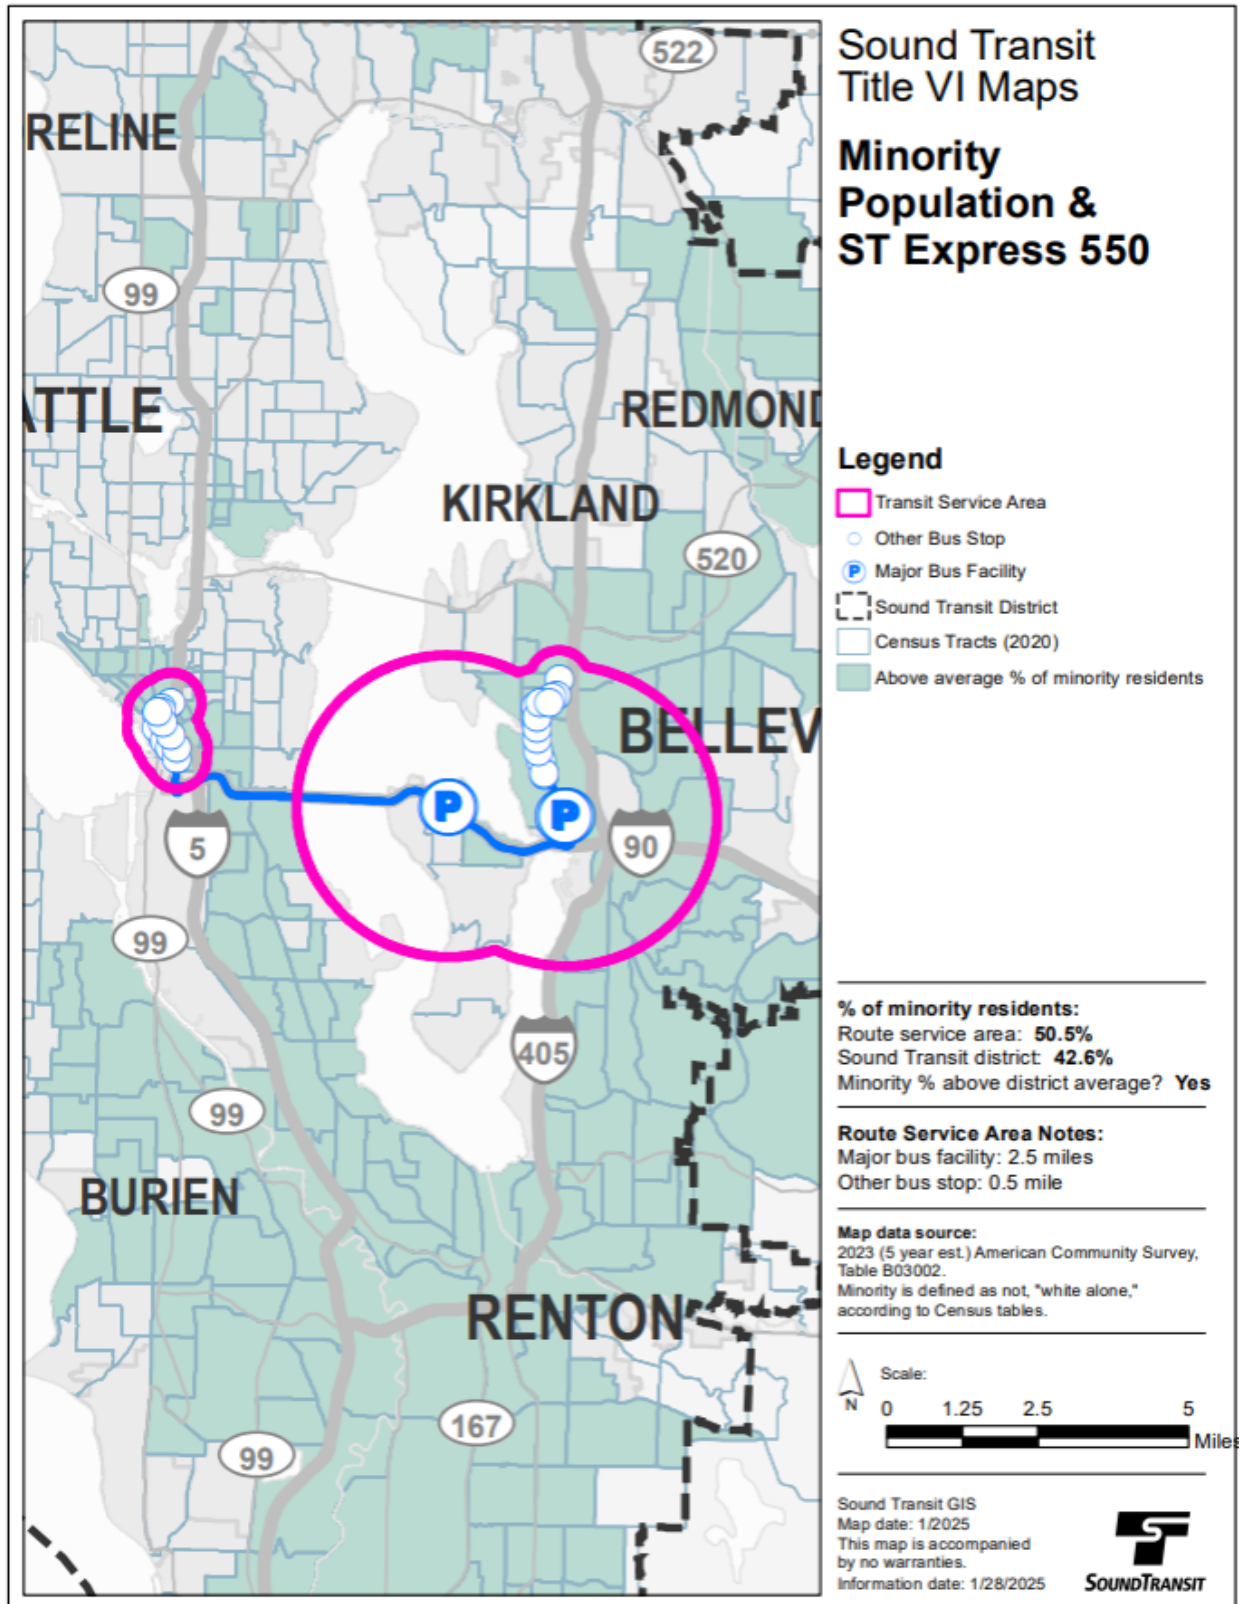 Sound Transit
Title VI Maps
Minority
Population &
ST Express 550
522
RELINE
99
ATTLE
REDMOND
KIRKLAND
520
BELLEV
P
P
5
90
99
405
99
BURIEN
RENTON
167
99
Legend
Transit Service Area
Other Bus Stop
P Major Bus Facility
Sound Transit District
Census Tracts (2020)
Above average % of minority residents
% of minority residents:
Route service area: 50.5%
Sound Transit district: 42.6%
Minority % above district average? Yes
Route Service Area Notes:
Major bus facility: 2.5 miles
Other bus stop: 0.5 mile
Map data source:
2023 (5 year est.) American Community Survey,
Table B03002.
Minority is defined as not, "white alone,"
according to Census tables.
Scale:
N
0 1.25 2.5 5
Miles
Sound Transit GIS
Map date: 1/2025
This map is accompanied
by no warranties.
Information date: 1/28/2025
SOUNDTRANSIT